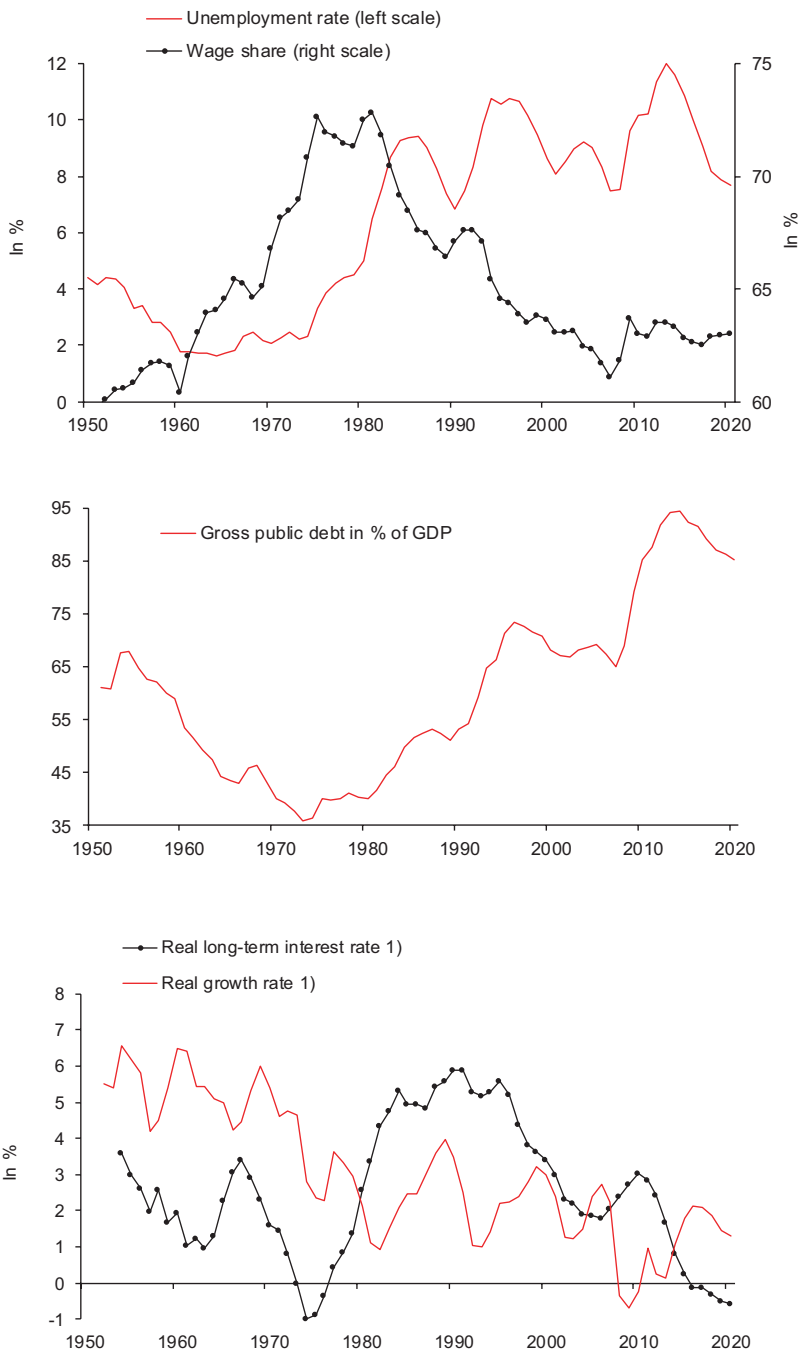 Unemployment rate (left scale)
Wage share (right scale)
12 75
10
8 70
6
4 65
2
0 60
In %
In %
1950 1960 1970 1980 1990 2000 2010 2020
95
85
75
65
55
45
35
Gross public debt in % of GDP
1950 1960 1970 1980 1990 2000 2010 2020
Real long-term interest rate 1)
Real growth rate 1)
8
7
6
5
4
3
2
1
0
-1
In %
1950 1960 1970 1980 1990 2000 2010 2020